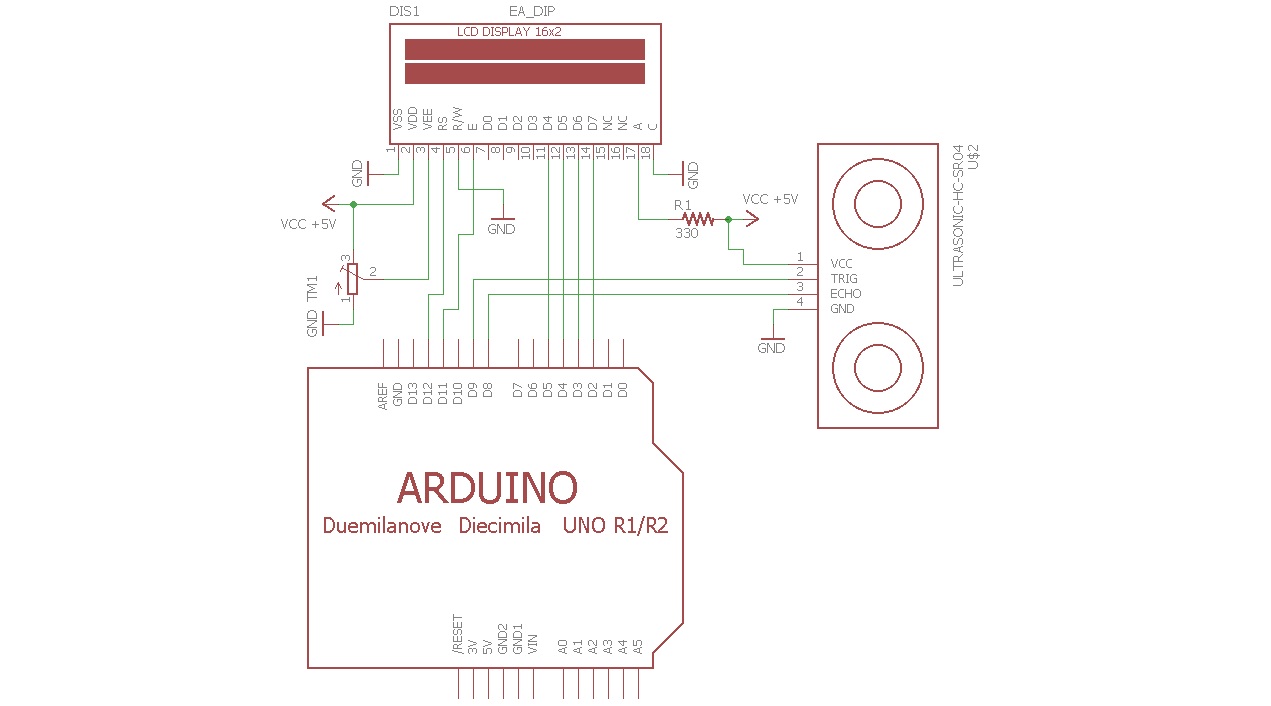 DIS1 EA_DIP
LCD DISPLAY 16x2
VSS VDD VEE RS R/W E D0 D1 D2 D3 D4 D5 D6 D7 NC NC A C
1 2 3 4 5 6 7 8 9 10 11 12 13 14 15 16 17 18
GND
GND
VCC +5V
GND
R1
330
VCC +5V
TM1
3
2
1
GND
ULTRASONIC-HC-SR04
U$2
1 VCC
2 TRIG
3 ECHO
4 GND
GND
AREF GND D13 D12 D11 D10 D9 D8 D7 D6 D5 D4 D3 D2 D1 D0
ARDUINO
Duemilanove Diecimila UNO R1/R2
/RESET 3V 5V GND2 GND1 VIN A0 A1 A2 A3 A4 A5